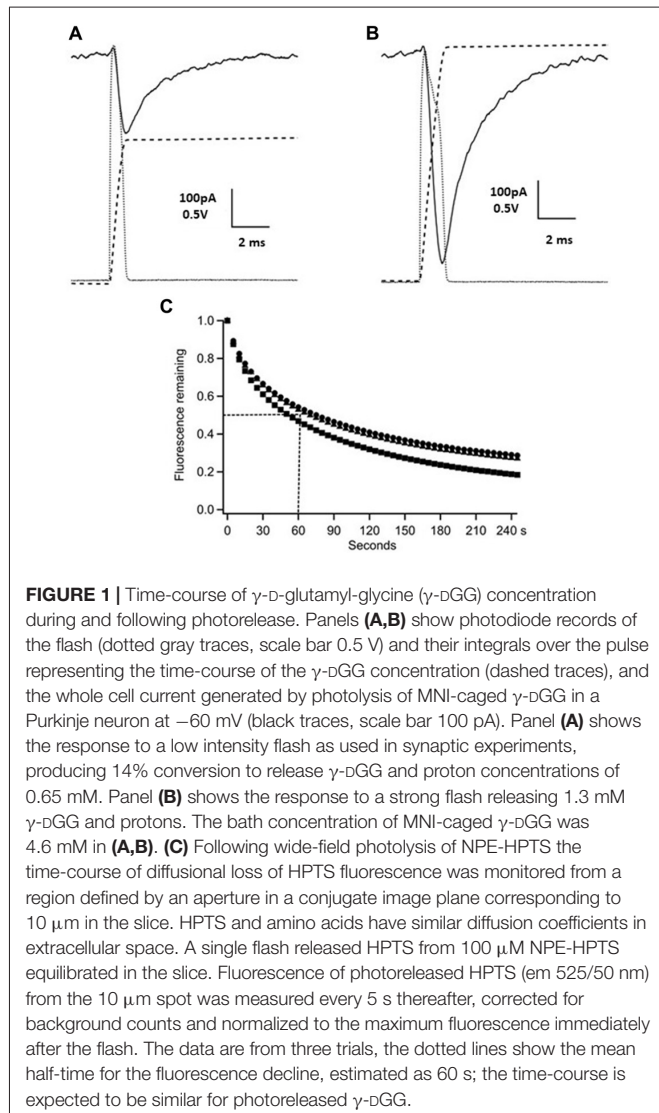 A
B
100pA
0.5V
2 ms
100pA
0.5V
2 ms
C
Fluorescence remaining
1.0
0.8
0.6
0.4
0.2
0.0
0 30 60 90 120 150 180 210 240 s
Seconds
FIGURE 1 | Time-course of γ-D-glutamyl-glycine (γ-DGG) concentration
during and following photorelease. Panels (A,B) show photodiode records of
the flash (dotted gray traces, scale bar 0.5 V) and their integrals over the pulse
representing the time-course of the γ-DGG concentration (dashed traces), and
the whole cell current generated by photolysis of MNI-caged γ-DGG in a
Purkinje neuron at −60 mV (black traces, scale bar 100 pA). Panel (A) shows
the response to a low intensity flash as used in synaptic experiments,
producing 14% conversion to release γ-DGG and proton concentrations of
0.65 mM. Panel (B) shows the response to a strong flash releasing 1.3 mM
γ-DGG and protons. The bath concentration of MNI-caged γ-DGG was
4.6 mM in (A,B). (C) Following wide-field photolysis of NPE-HPTS the
time-course of diffusional loss of HPTS fluorescence was monitored from a
region defined by an aperture in a conjugate image plane corresponding to
10 μm in the slice. HPTS and amino acids have similar diffusion coefficients in
extracellular space. A single flash released HPTS from 100 μM NPE-HPTS
equilibrated in the slice. Fluorescence of photoreleased HPTS (em 525/50 nm)
from the 10 μm spot was measured every 5 s thereafter, corrected for
background counts and normalized to the maximum fluorescence immediately
after the flash. The data are from three trials, the dotted lines show the mean
half-time for the fluorescence decline, estimated as 60 s; the time-course is
expected to be similar for photoreleased γ-DGG.